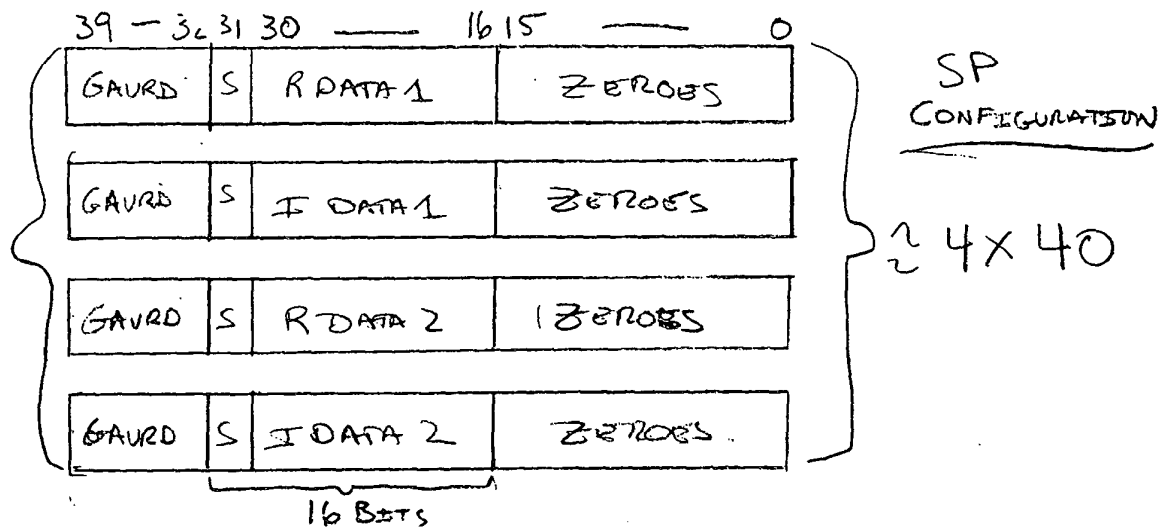 39 — 32 31 30 — 16 15 — 0
GAURD S R DATA 1 ZEROES
SP
CONFIGURATION
GAURD S I DATA 1 ZEROES
≈ 4 X 40
GAURD S R DATA 2 ZEROES
GAURD S I DATA 2 ZEROES
16 BITS